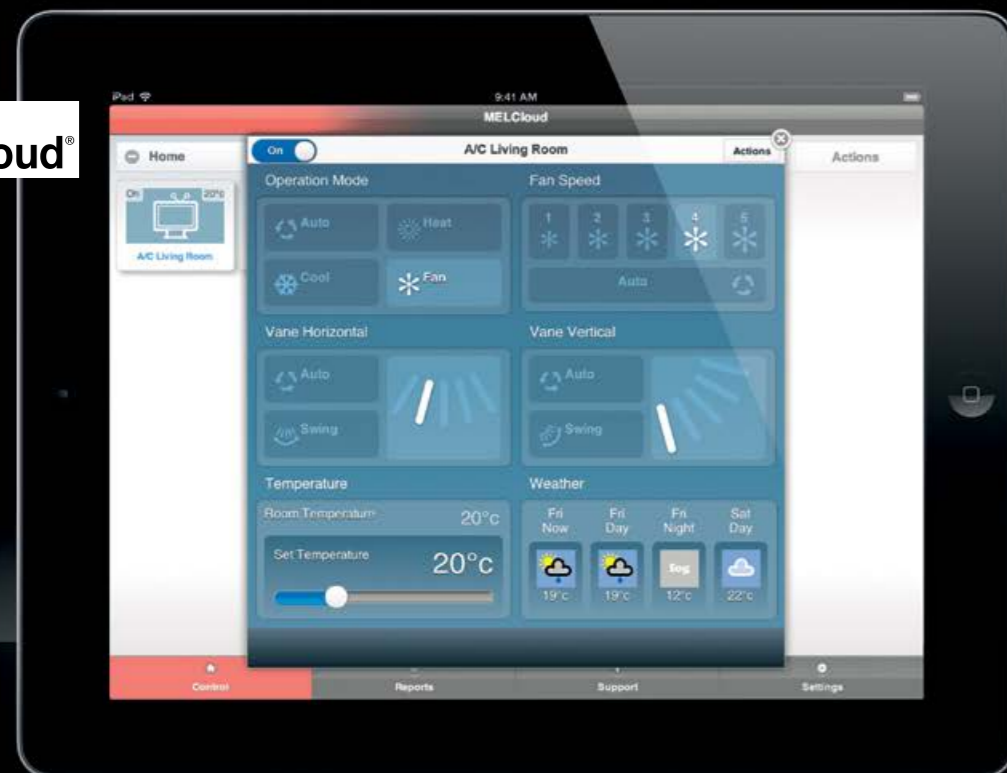 iPad
9:41 AM
MELCloud
oud®
Home
On
A/C Living Room
Actions
Actions
On 20°c
A/C Living Room
Operation Mode
Auto
Heat
Cool
Fan
Fan Speed
1 2 3 4 5
Auto
Vane Horizontal
Auto
Swing
Vane Vertical
Auto
Swing
Temperature
Room Temperature 20°c
Set Temperature 20°c
Weather
Fri Fri Fri Sat
Now Day Night Day
fog
19°c 19°c 12°c 22°c
Control
Reports
Support
Settings